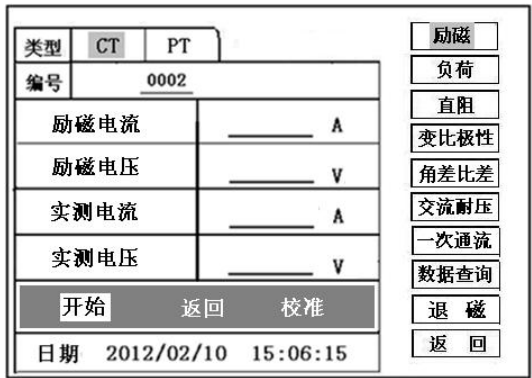 类型 CT PT
编号 0002
励磁电流 A
励磁电压 V
实测电流 A
实测电压 V
开始 返回 校准
日期 2012/02/10 15:06:15
励磁
负荷
直阻
变比极性
角差比差
交流耐压
一次通流
数据查询
退 磁
返 回